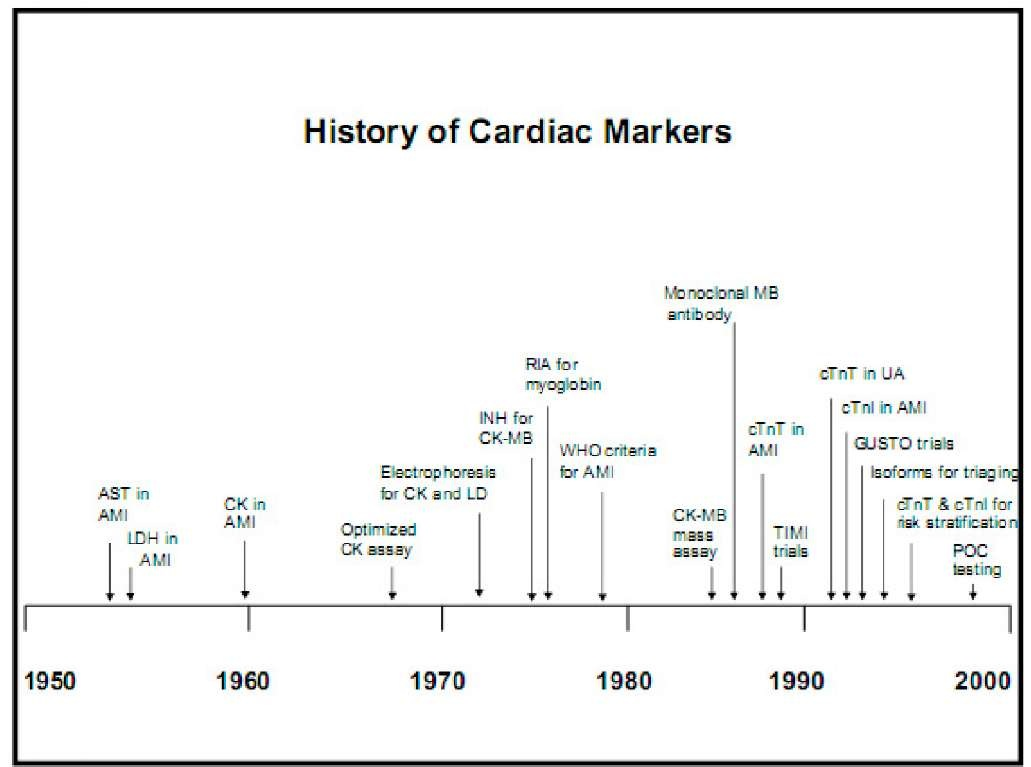 History of Cardiac Markers
Monoclonal MB
antibody
RIA for
myoglobin
cTnT in UA
INH for
CK-MB
cTnI in AMI
cTnT in
AMI
WHO criteria
for AMI
GUSTO trials
Electrophoresis
for CK and LD
Isoforms for triaging
AST in
AMI
CK in
AMI
cTnT & cTnI for
risk stratification
LDH in
AMI
Optimized
CK assay
CK-MB
mass
assay
TIMI
trials
POC
testing
1950
1960
1970
1980
1990
2000